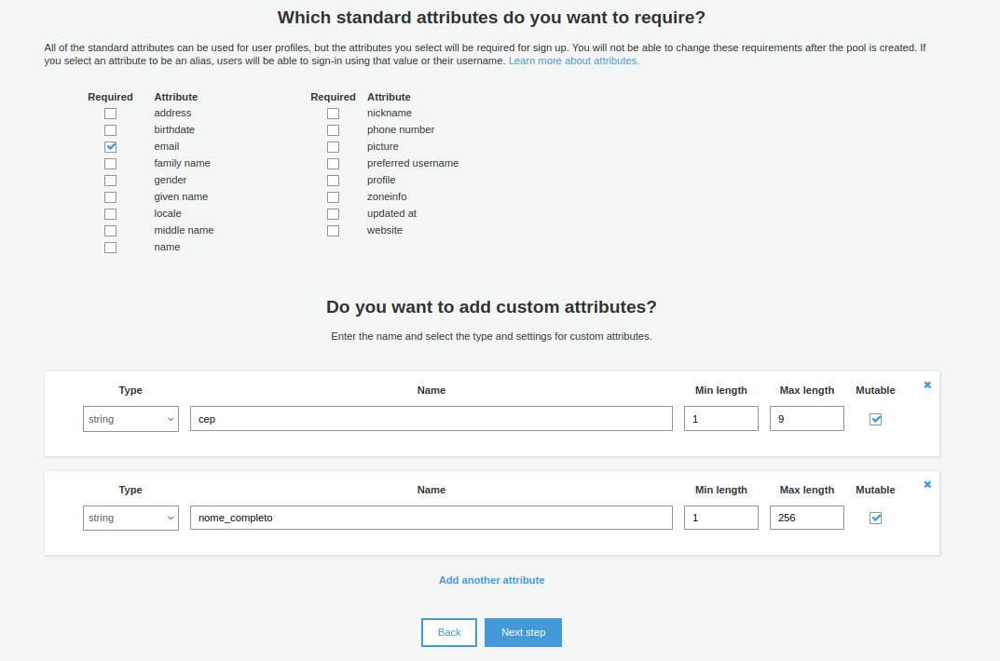 Which standard attributes do you want to require?
All of the standard attributes can be used for user profiles, but the attributes you select will be required for sign up. You will not be able to change these requirements after the pool is created. If
you select an attribute to be an alias, users will be able to sign-in using that value or their username. Learn more about attributes.
Required Attribute Required Attribute
address nickname
birthdate phone number
email picture
family name preferred username
gender profile
given name zoneinfo
locale updated at
middle name website
name
Do you want to add custom attributes?
Enter the name and select the type and settings for custom attributes.
Type Name Min length Max length Mutable
string cep 1 9
Type Name Min length Max length Mutable
string nome_completo 1 256
Add another attribute
Back Next step